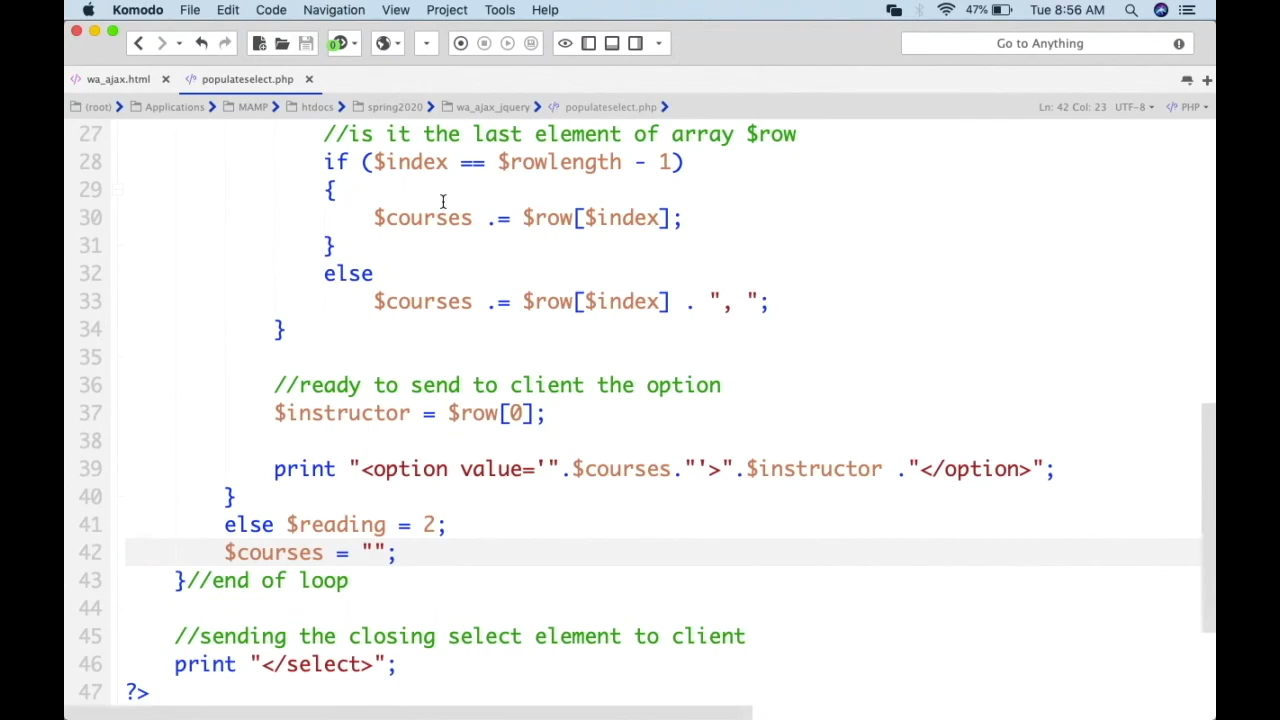 Komodo File Edit Code Navigation View Project Tools Help 47% Tue 8:56 AM
0 Go to Anything
wa_ajax.html populateselect.php
(root) Applications MAMP htdocs spring2020 wa_ajax_jquery populateselect.php Ln: 42 Col: 23 UTF-8 PHP
27 //is it the last element of array $row
28 if ($index == $rowlength - 1)
29 {
30 $courses .= $row[$index];
31 }
32 else
33 $courses .= $row[$index] . ", ";
34 }
35
36 //ready to send to client the option
37 $instructor = $row[0];
38
39 print "<option value='".$courses."'>".$instructor ."</option>";
40 }
41 else $reading = 2;
42 $courses = "";
43 }//end of loop
44
45 //sending the closing select element to client
46 print "</select>";
47 ?>